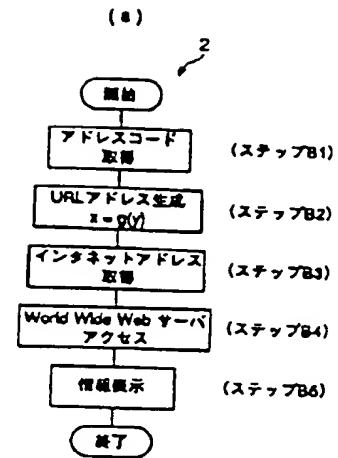 (a)
2
開始
アドレスコード
取得
(ステップB1)
URLアドレス生成
x = g(y)
(ステップB2)
インタネットアドレス
取得
(ステップB3)
World Wide Web サーバ
アクセス
(ステップB4)
情報提示
(ステップB5)
終了